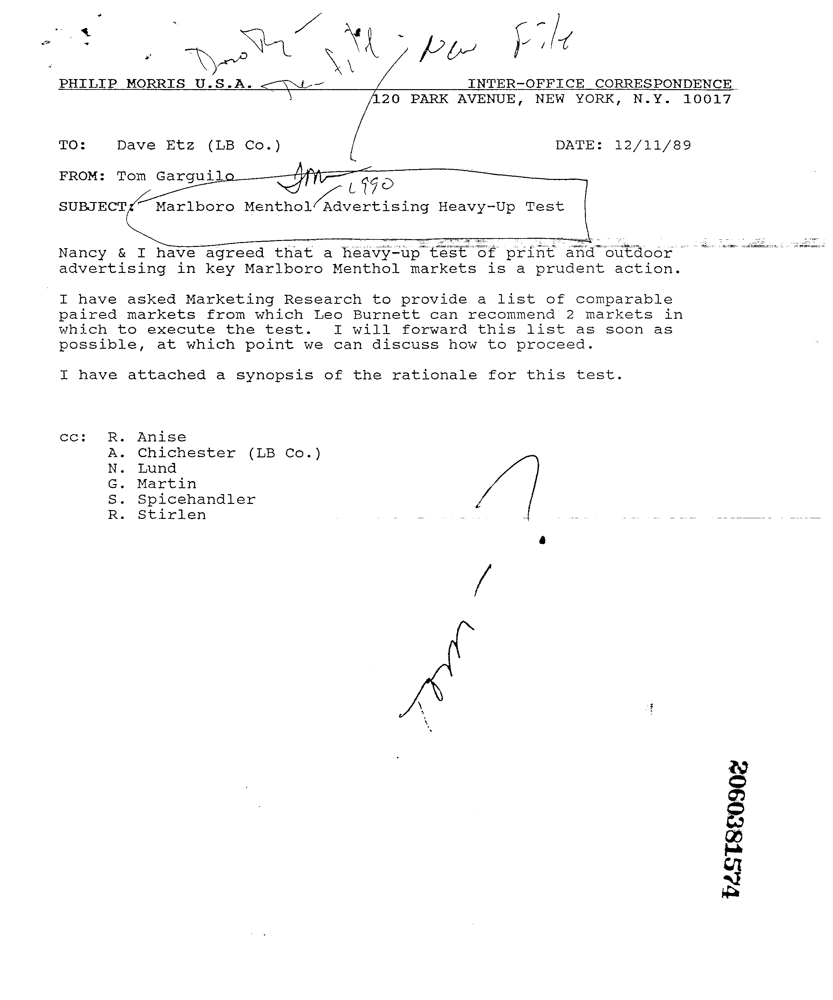 Dorothy - file - New File
PHILIP MORRIS U.S.A. INTER-OFFICE CORRESPONDENCE
120 PARK AVENUE, NEW YORK, N.Y. 10017
TO: Dave Etz (LB Co.) DATE: 12/11/89
FROM: Tom Garguilo
1990
SUBJECT: Marlboro Menthol Advertising Heavy-Up Test
Nancy & I have agreed that a heavy-up test of print and outdoor
advertising in key Marlboro Menthol markets is a prudent action.
I have asked Marketing Research to provide a list of comparable
paired markets from which Leo Burnett can recommend 2 markets in
which to execute the test. I will forward this list as soon as
possible, at which point we can discuss how to proceed.
I have attached a synopsis of the rationale for this test.
cc: R. Anise
A. Chichester (LB Co.)
N. Lund
G. Martin
S. Spicehandler
R. Stirlen
2060381574